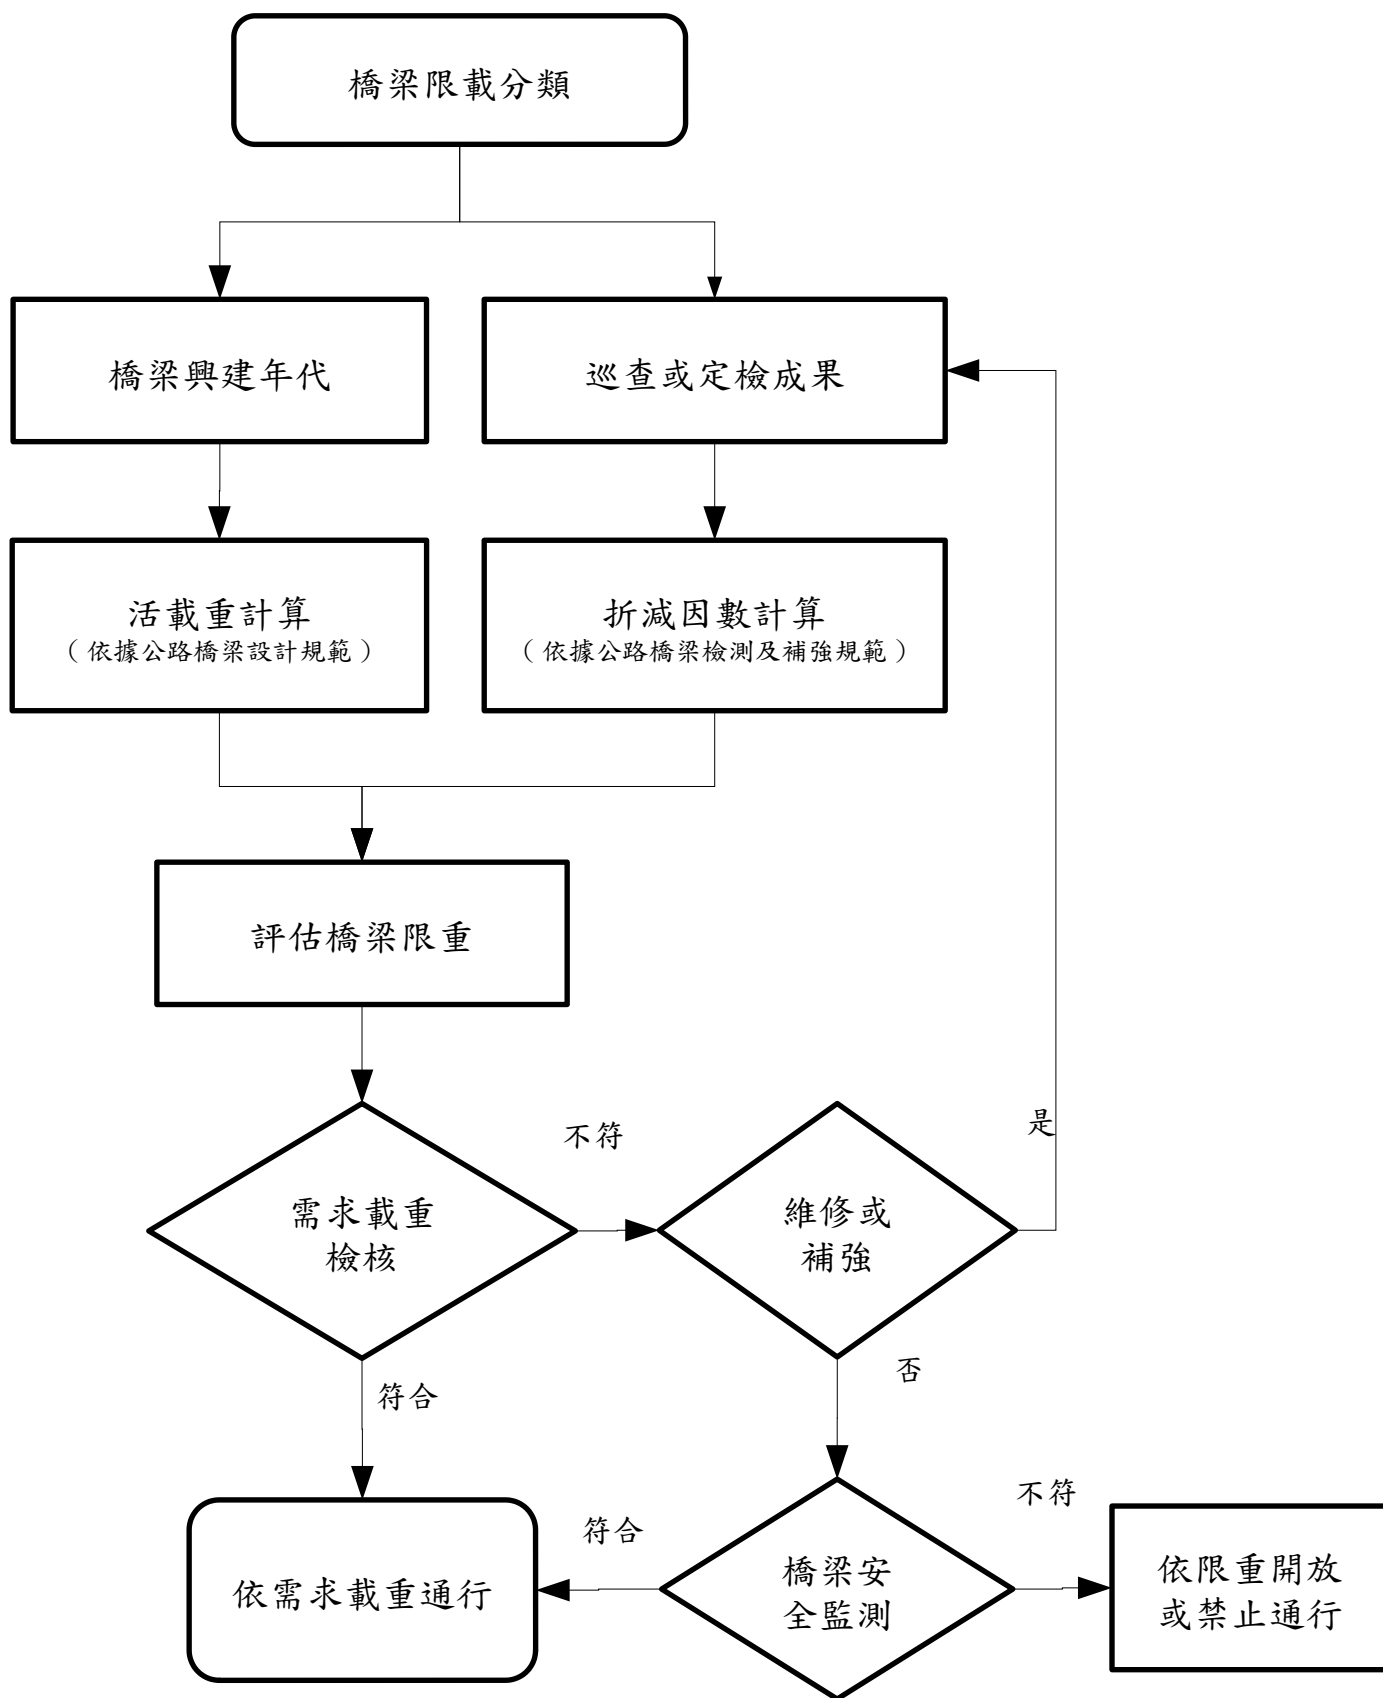 橋梁限載分類
橋梁興建年代
巡查或定檢成果
活載重計算
（依據公路橋梁設計規範）
折減因數計算
（依據公路橋梁檢測及補強規範）
評估橋梁限重
需求載重
檢核
不符
維修或
補強
是
符合
否
依需求載重通行
符合
橋梁安
全監測
不符
依限重開放
或禁止通行